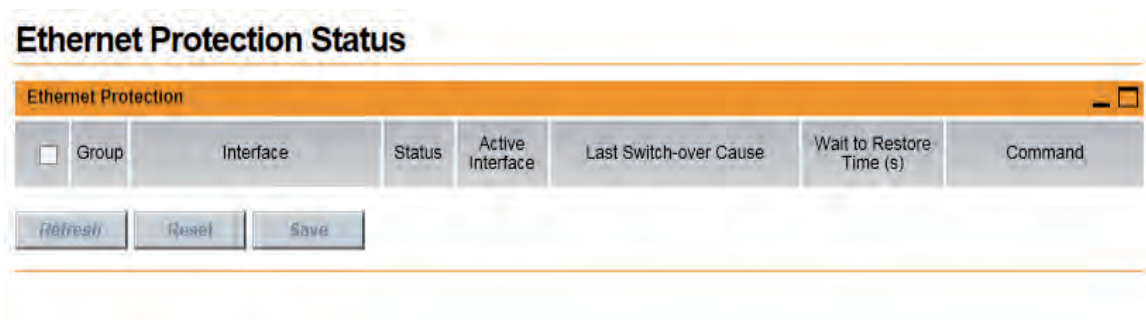 Ethernet Protection Status
Ethernet Protection
Group Interface Status Active Interface Last Switch-over Cause Wait to Restore Time (s) Command
Refresh Reset Save